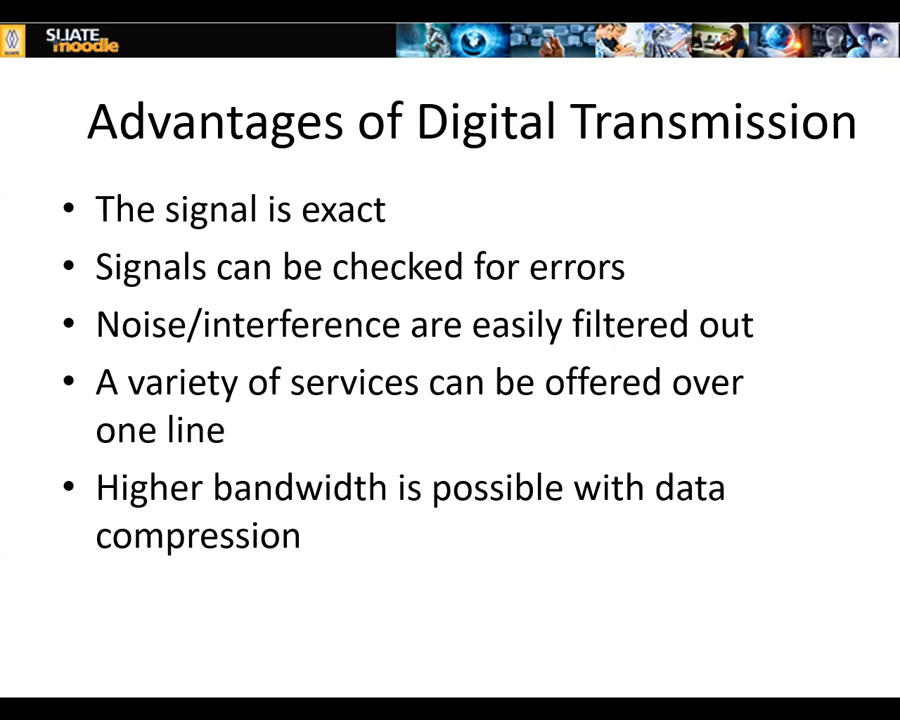 SLIATE
moodle
Advantages of Digital Transmission
• The signal is exact
• Signals can be checked for errors
• Noise/interference are easily filtered out
• A variety of services can be offered over
one line
• Higher bandwidth is possible with data
compression